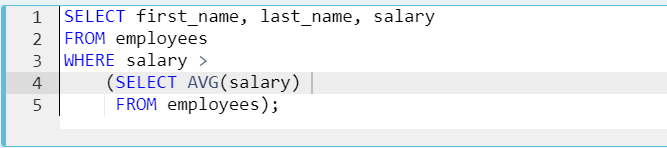 1 SELECT first_name, last_name, salary
2 FROM employees
3 WHERE salary >
4     (SELECT AVG(salary)
5      FROM employees);